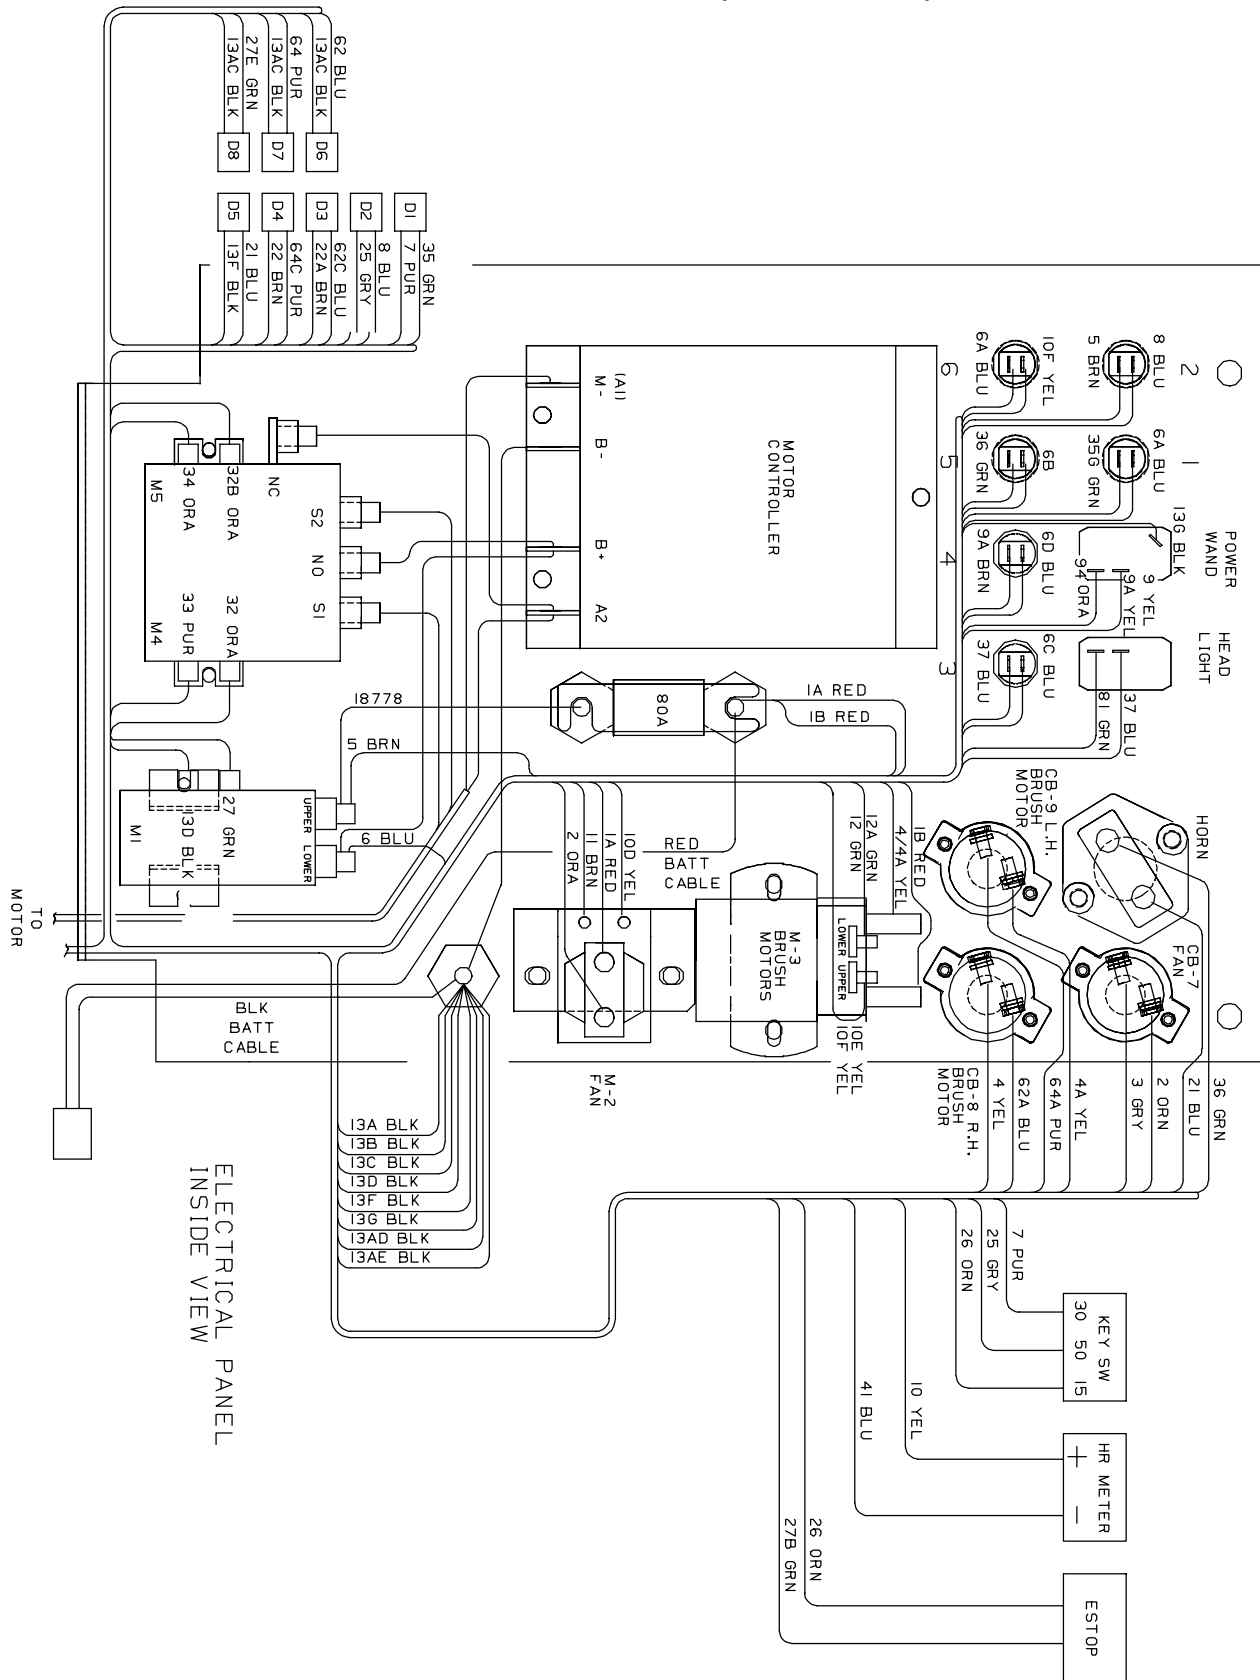 62 BLU
13AC BLK
64 PUR
13AC BLK
27E GRN
13AC BLK
D6
D7
D8
D1
D2
D3
D4
D5
35 GRN
7 PUR
8 BLU
25 GRY
62C BLU
22A BRN
64C PUR
22 BRN
21 BLU
13F BLK
2
8 BLU
5 BRN
6
10F YEL
6A BLU
1
6A BLU
35G GRN
5
6B
36 GRN
POWER
WAND
13G BLK
9 YEL
9A YEL
94 ORA
4
6D BLU
9A BRN
HEAD
LIGHT
37 BLU
81 GRN
3
6C BLU
37 BLU
MOTOR
CONTROLLER
(A1)
M-
B-
B+
A2
NC
S2
NO
S1
32B ORA
34 ORA
M5
32 ORA
33 PUR
M4
80A
1A RED
1B RED
18778
5 BRN
6 BLU
UPPER
LOWER
27 GRN
13D BLK
M1
TO
MOTOR
10D YEL
1A RED
11 BRN
2 ORA
RED
BATT
CABLE
1B RED
4/4A YEL
12A GRN
12 GRN
M-3
BRUSH
MOTORS
LOWER
UPPER
10E YEL
10F YEL
M-2
FAN
HORN
CB-9 L.H.
BRUSH
MOTOR
CB-7
FAN
CB-8 R.H.
BRUSH
MOTOR
BLK
BATT
CABLE
36 GRN
21 BLU
2 ORN
3 GRY
4A YEL
64A PUR
62A BLU
4 YEL
13A BLK
13B BLK
13C BLK
13D BLK
13F BLK
13G BLK
13AD BLK
13AE BLK
7 PUR
25 GRY
26 ORN
KEY SW
30
50
15
10 YEL
41 BLU
HR METER
+
-
26 ORN
27B GRN
ESTOP
ELECTRICAL PANEL
INSIDE VIEW